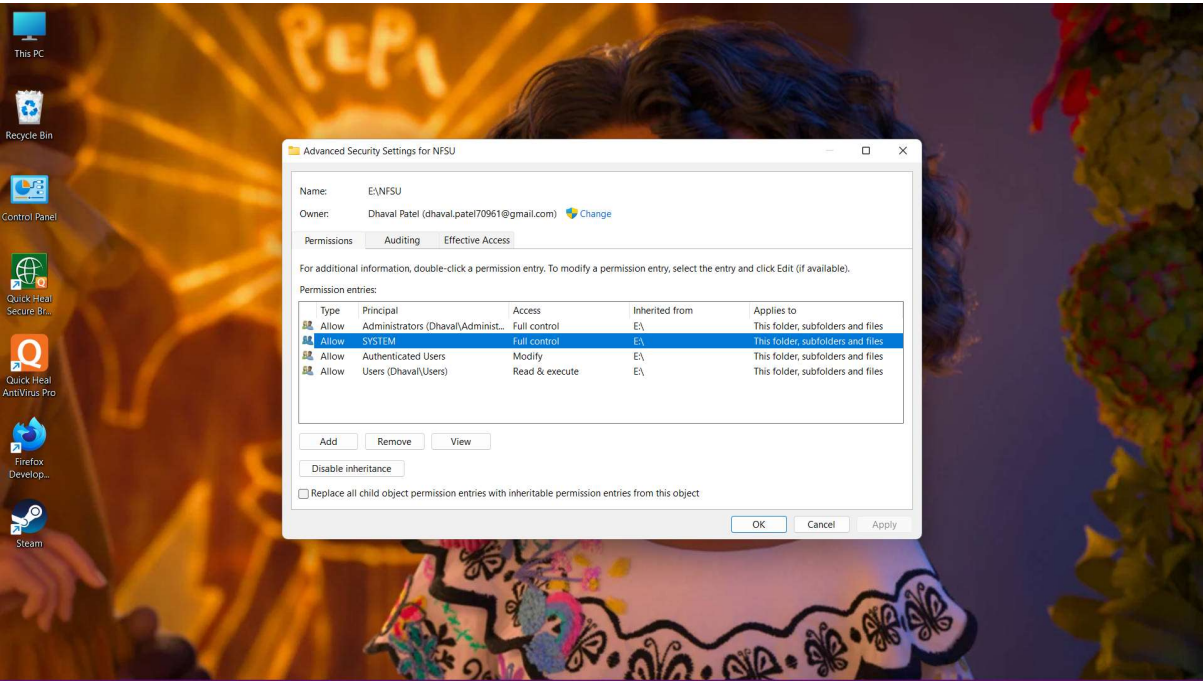 PEPA
This PC
Recycle Bin
Control Panel
Quick Heal
Secure Br...
Quick Heal
AntiVirus Pro
Firefox
Develop...
Steam
Advanced Security Settings for NFSU
Name: E:\NFSU
Owner: Dhaval Patel (dhaval.patel70961@gmail.com) Change
Permissions Auditing Effective Access
For additional information, double-click a permission entry. To modify a permission entry, select the entry and click Edit (if available).
Permission entries:
Type Principal Access Inherited from Applies to
Allow Administrators (Dhaval\Administ... Full control E:\ This folder, subfolders and files
Allow SYSTEM Full control E:\ This folder, subfolders and files
Allow Authenticated Users Modify E:\ This folder, subfolders and files
Allow Users (Dhaval\Users) Read & execute E:\ This folder, subfolders and files
Add Remove View
Disable inheritance
Replace all child object permission entries with inheritable permission entries from this object
OK Cancel Apply